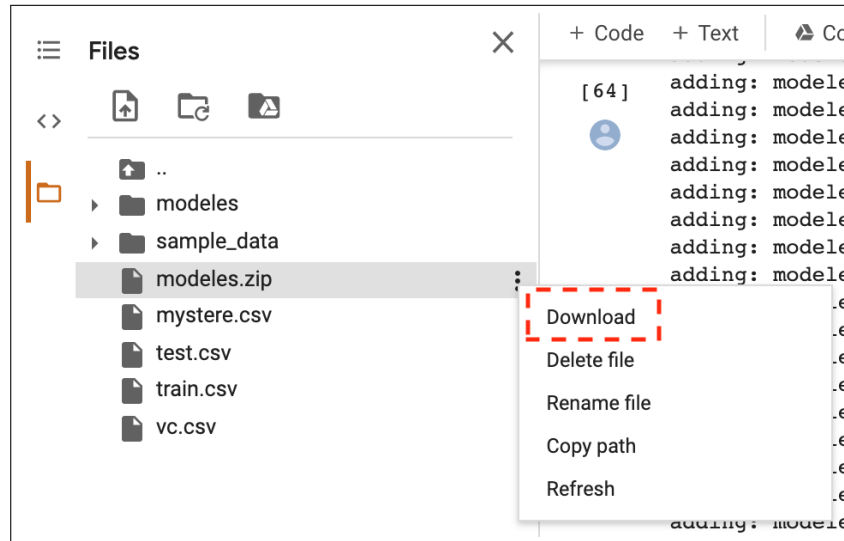 Files
..
modeles
sample_data
modeles.zip
mystere.csv
test.csv
train.csv
vc.csv
+ Code + Text
[64]
adding:
adding:
adding:
adding:
adding:
adding:
adding:
adding:
Download
Delete file
Rename file
Copy path
Refresh